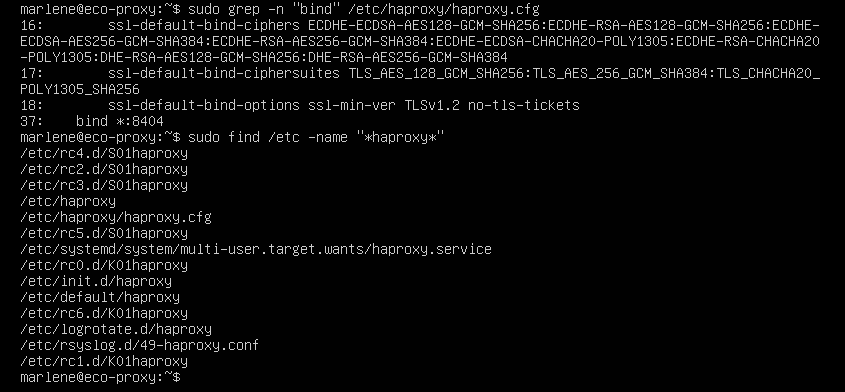 marlene@eco-proxy:~$ sudo grep -n "bind" /etc/haproxy/haproxy.cfg
16:        ssl-default-bind-ciphers ECDHE-ECDSA-AES128-GCM-SHA256:ECDHE-RSA-AES128-GCM-SHA256:ECDHE-
ECDSA-AES256-GCM-SHA384:ECDHE-RSA-AES256-GCM-SHA384:ECDHE-ECDSA-CHACHA20-POLY1305:ECDHE-RSA-CHACHA20
-POLY1305:DHE-RSA-AES128-GCM-SHA256:DHE-RSA-AES256-GCM-SHA384
17:        ssl-default-bind-ciphersuites TLS_AES_128_GCM_SHA256:TLS_AES_256_GCM_SHA384:TLS_CHACHA20_
POLY1305_SHA256
18:        ssl-default-bind-options ssl-min-ver TLSv1.2 no-tls-tickets
37:    bind *:8404
marlene@eco-proxy:~$ sudo find /etc -name "*haproxy*"
/etc/rc4.d/S01haproxy
/etc/rc2.d/S01haproxy
/etc/rc3.d/S01haproxy
/etc/haproxy
/etc/haproxy/haproxy.cfg
/etc/rc5.d/S01haproxy
/etc/systemd/system/multi-user.target.wants/haproxy.service
/etc/rc0.d/K01haproxy
/etc/init.d/haproxy
/etc/default/haproxy
/etc/rc6.d/K01haproxy
/etc/logrotate.d/haproxy
/etc/rsyslog.d/49-haproxy.conf
/etc/rc1.d/K01haproxy
marlene@eco-proxy:~$